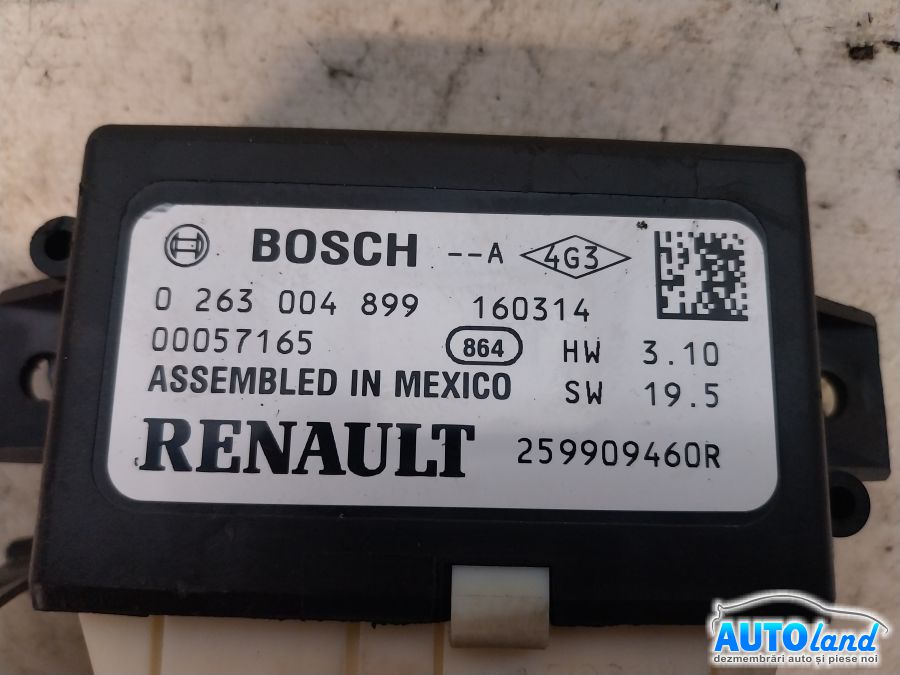 BOSCH --A 4G3
0 263 004 899 160314
00057165 864 HW 3.10
ASSEMBLED IN MEXICO SW 19.5
RENAULT 259909460R
AUTOland
dezmembrări auto și piese noi